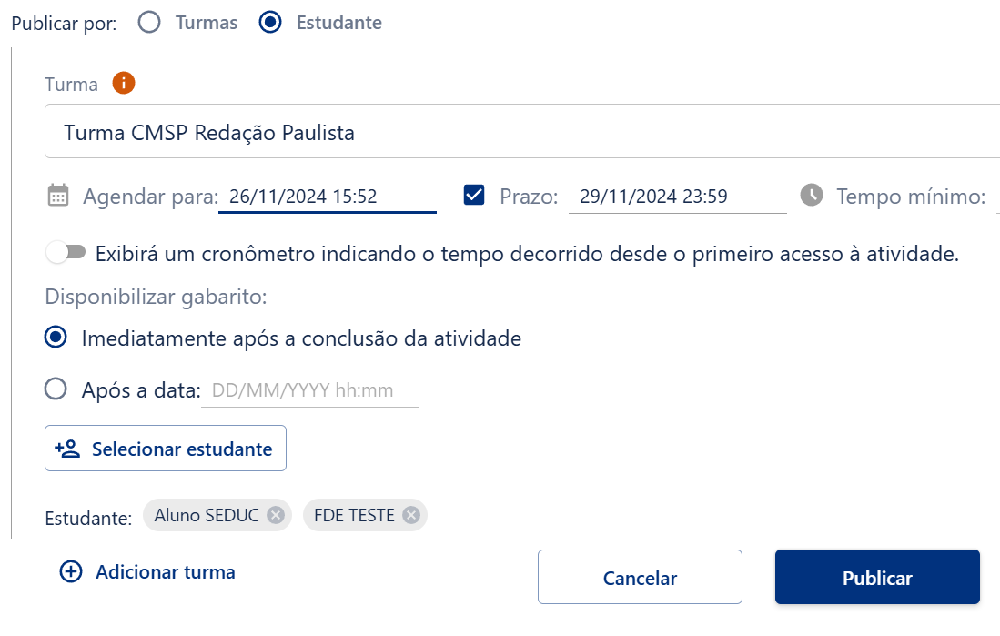 Publicar por: Turmas Estudante
Turma
Turma CMSP Redação Paulista
Agendar para: 26/11/2024 15:52 Prazo: 29/11/2024 23:59 Tempo mínimo:
Exibirá um cronômetro indicando o tempo decorrido desde o primeiro acesso à atividade.
Disponibilizar gabarito:
Imediatamente após a conclusão da atividade
Após a data: DD/MM/YYYY hh:mm
Selecionar estudante
Estudante: Aluno SEDUC FDE TESTE
Adicionar turma Cancelar Publicar